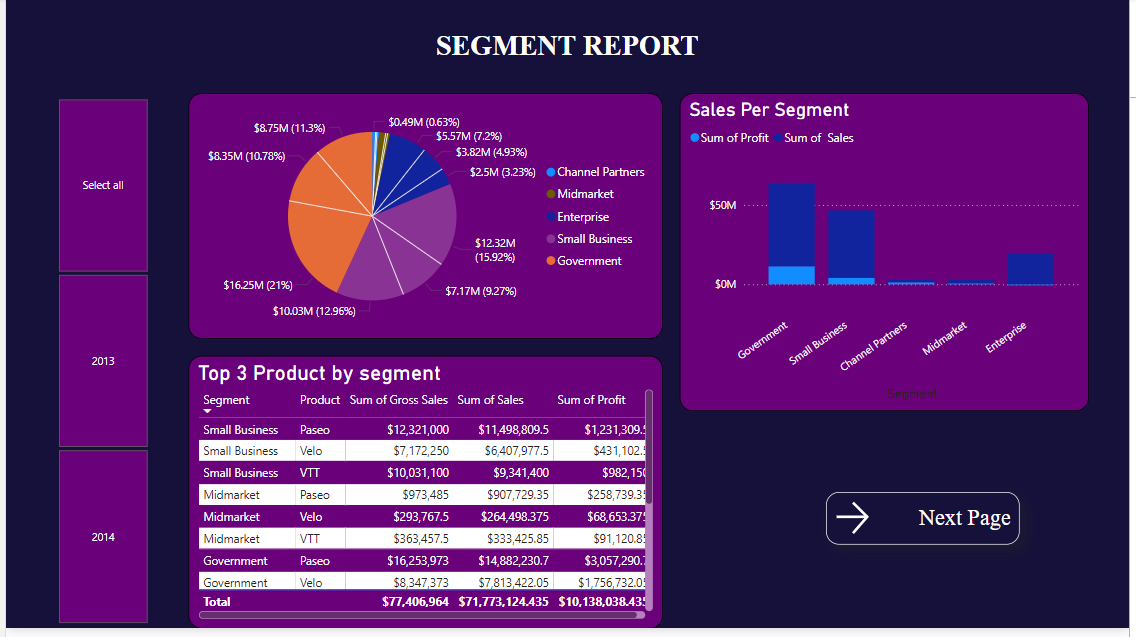 SEGMENT REPORT
Select all
2013
2014
$0.49M (0.63%)
$5.57M (7.2%)
$3.82M (4.93%)
$2.5M (3.23%)
$12.32M
(15.92%)
$7.17M (9.27%)
$10.03M (12.96%)
$16.25M (21%)
$8.35M (10.78%)
$8.75M (11.3%)
Channel Partners
Midmarket
Enterprise
Small Business
Government
Sales Per Segment
Sum of Profit Sum of Sales
$50M
$0M
Government
Small Business
Channel Partners
Midmarket
Enterprise
Segment
Top 3 Product by segment
Segment Product Sum of Gross Sales Sum of Sales Sum of Profit
Small Business Paseo $12,321,000 $11,498,809.5 $1,231,309.5
Small Business Velo $7,172,250 $6,407,977.5 $431,102.5
Small Business VTT $10,031,100 $9,341,400 $982,150
Midmarket Paseo $973,485 $907,729.35 $258,739.35
Midmarket Velo $293,767.5 $264,498.375 $68,653.375
Midmarket VTT $363,457.5 $333,425.85 $91,120.85
Government Paseo $16,253,973 $14,882,230.7 $3,057,290.7
Government Velo $8,347,373 $7,813,422.05 $1,756,732.05
Total $77,406,964 $71,773,124.435 $10,138,038.435
Next Page